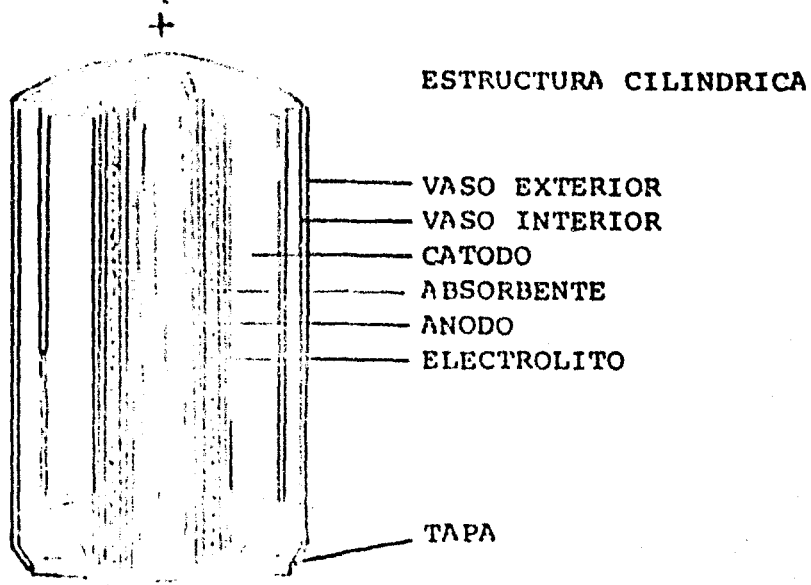 +
ESTRUCTURA CILINDRICA
VASO EXTERIOR
VASO INTERIOR
CATODO
ABSORBENTE
ANODO
ELECTROLITO
TAPA